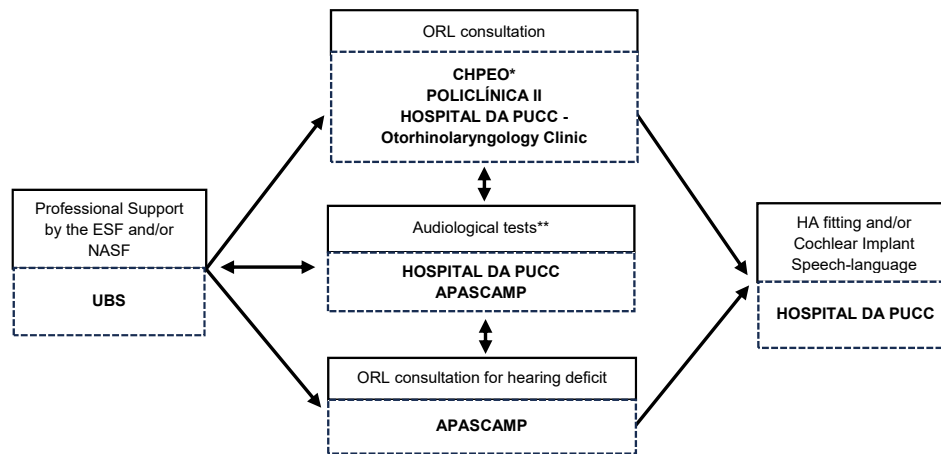 ORL consultation
CHPEO*
POLICLÍNICA II
HOSPITAL DA PUCC -
Otorhinolaryngology Clinic
Professional Support
by the ESF and/or
NASF
UBS
Audiological tests**
HOSPITAL DA PUCC
APASCAMP
ORL consultation for hearing deficit
APASCAMP
HA fitting and/or
Cochlear Implant
Speech-language
HOSPITAL DA PUCC